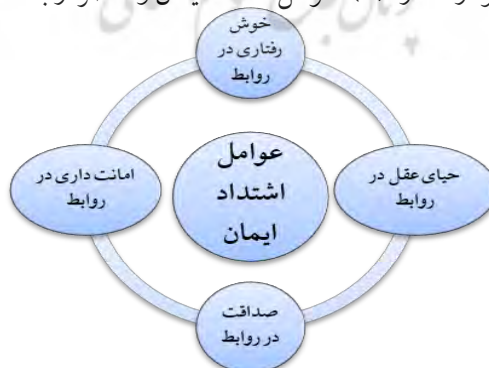 خوش
رفتاری در
روابط
حیای عقل در
روابط
عوامل
اشتداد
ایمان
امانت داری در
روابط
صداقت
در روابط